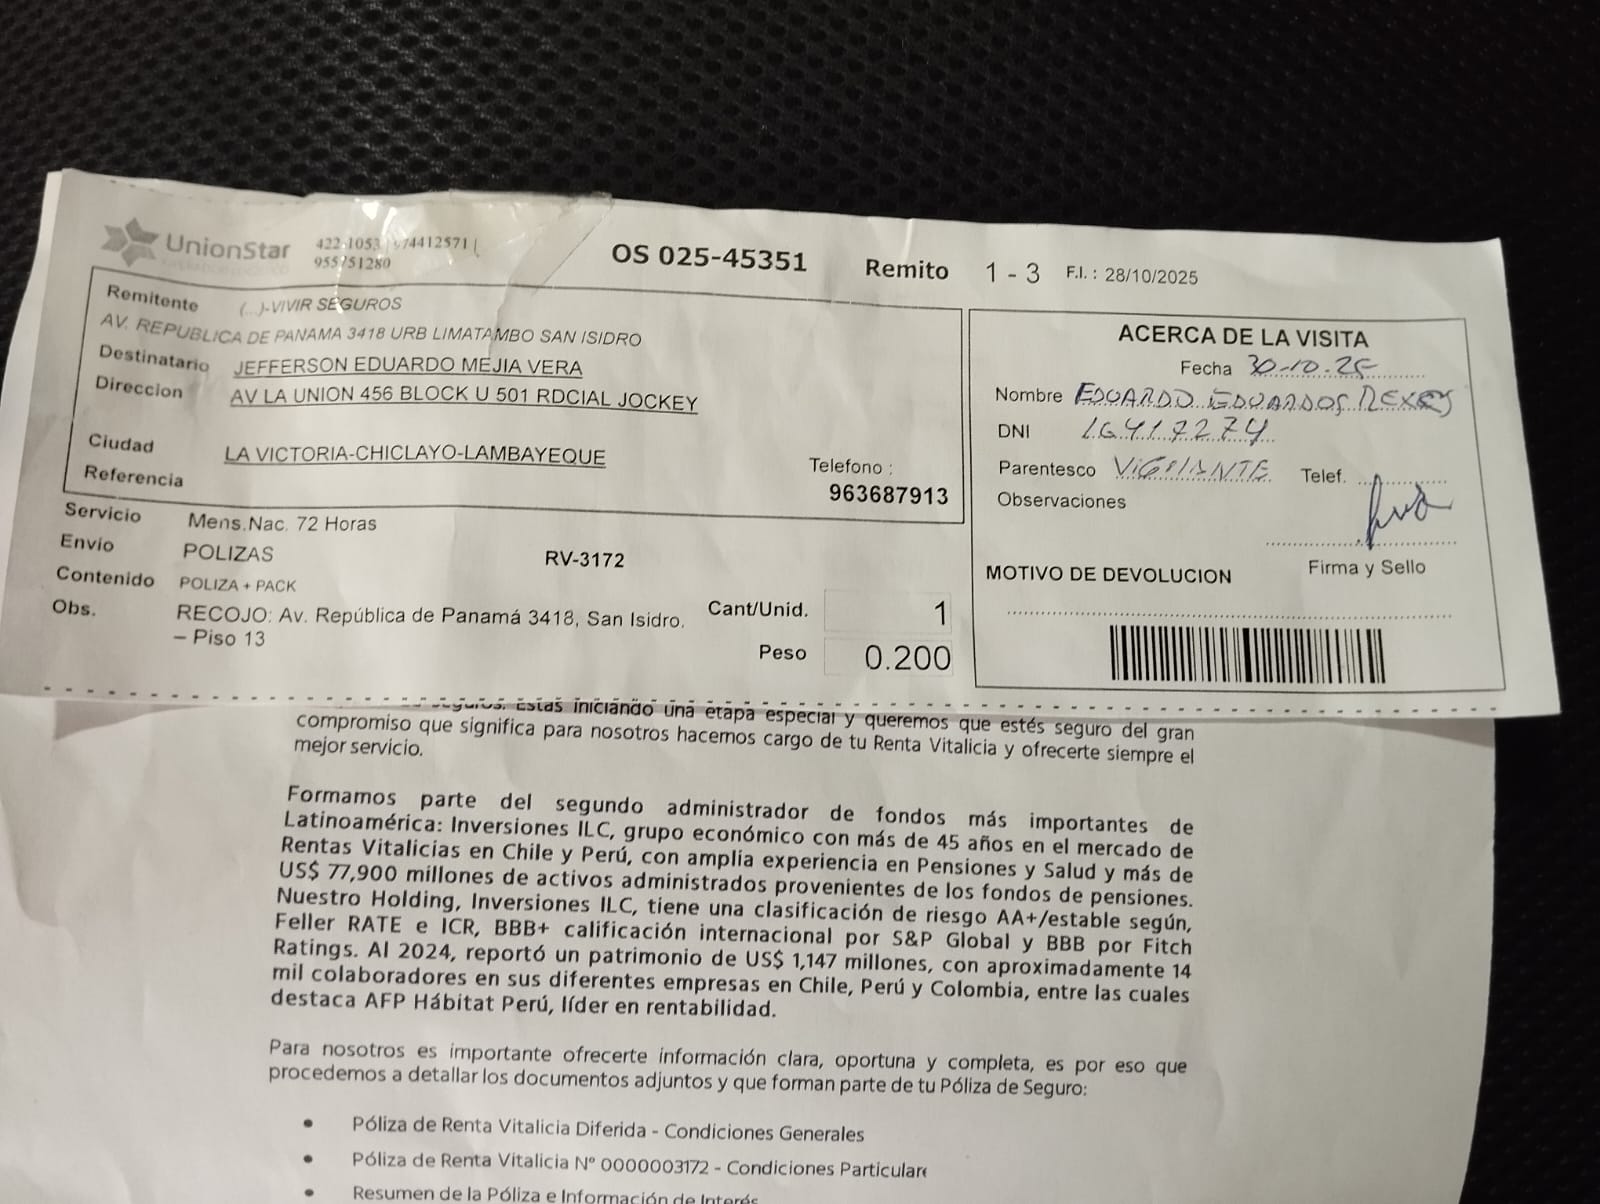 UnionStar
422-1053 | 974412571 |
955751280
OS 025-45351
Remito 1 - 3 F.I. : 28/10/2025
Remitente (...)-VIVIR SEGUROS
AV. REPUBLICA DE PANAMA 3418 URB LIMATAMBO SAN ISIDRO
Destinatario JEFFERSON EDUARDO MEJIA VERA
Direccion AV LA UNION 456 BLOCK U 501 RDCIAL JOCKEY
Ciudad LA VICTORIA-CHICLAYO-LAMBAYEQUE
Referencia
Telefono :
963687913
Servicio Mens.Nac. 72 Horas
Envio POLIZAS RV-3172
Contenido POLIZA + PACK
Obs. RECOJO: Av. República de Panamá 3418, San Isidro.
– Piso 13
Cant/Unid. 1
Peso 0.200
ACERCA DE LA VISITA
Fecha 30-10-25
Nombre EDUARDO
DNI 16417274
Parentesco VIGILANTE Telef.
Observaciones
Firma y Sello
MOTIVO DE DEVOLUCION
Estás iniciando una etapa especial y queremos que estés seguro del gran
compromiso que significa para nosotros hacernos cargo de tu Renta Vitalicia y ofrecerte siempre el
mejor servicio.
Formamos parte del segundo administrador de fondos más importantes de
Latinoamérica: Inversiones ILC, grupo económico con más de 45 años en el mercado de
Rentas Vitalicias en Chile y Perú, con amplia experiencia en Pensiones y Salud y más de
US$ 77,900 millones de activos administrados provenientes de los fondos de pensiones.
Nuestro Holding, Inversiones ILC, tiene una clasificación de riesgo AA+/estable según,
Feller RATE e ICR, BBB+ calificación internacional por S&P Global y BBB por Fitch
Ratings. Al 2024, reportó un patrimonio de US$ 1,147 millones, con aproximadamente 14
mil colaboradores en sus diferentes empresas en Chile, Perú y Colombia, entre las cuales
destaca AFP Hábitat Perú, líder en rentabilidad.
Para nosotros es importante ofrecerte información clara, oportuna y completa, es por eso que
procedemos a detallar los documentos adjuntos y que forman parte de tu Póliza de Seguro:
• Póliza de Renta Vitalicia Diferida - Condiciones Generales
• Póliza de Renta Vitalicia N° 0000003172 - Condiciones Particulare
• Resumen de la Póliza e Información de Interés